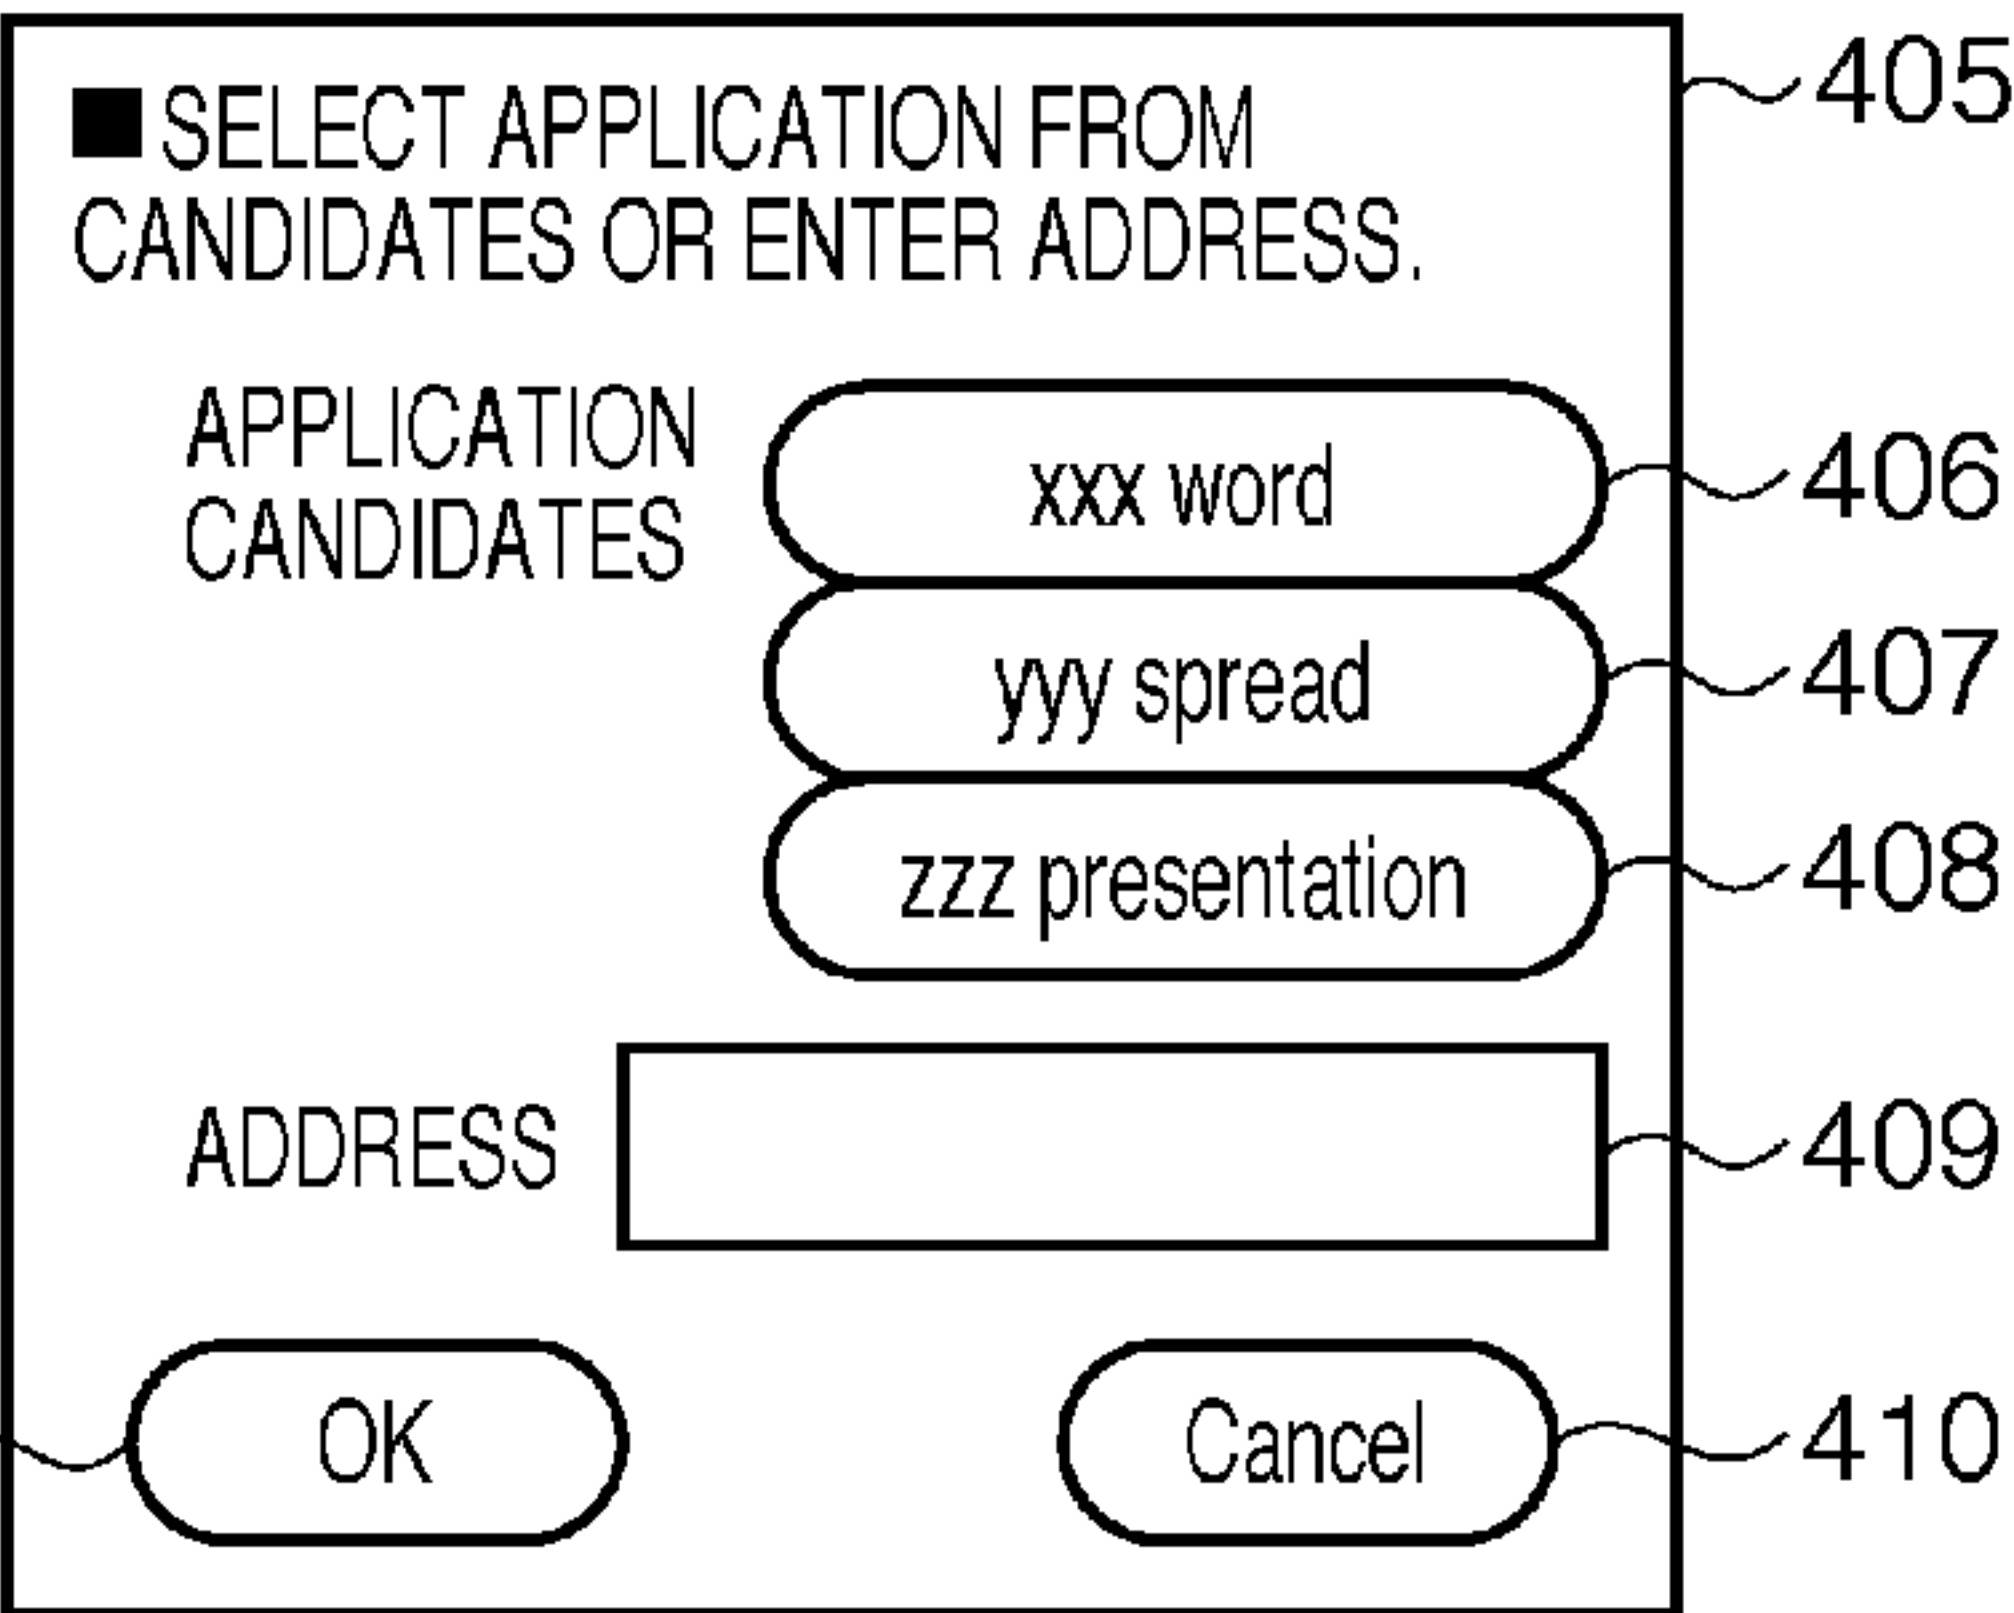 ■SELECT APPLICATION FROM
CANDIDATES OR ENTER ADDRESS.
405
APPLICATION
CANDIDATES
xxx word
406
yyy spread
407
zzz presentation
408
ADDRESS
409
OK
Cancel
410